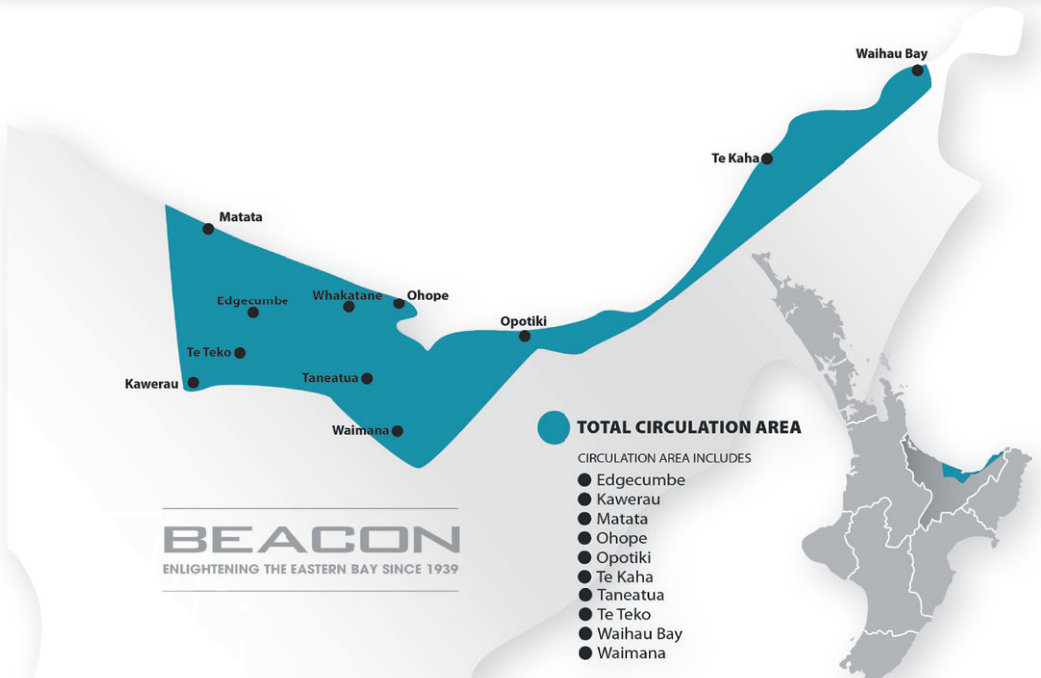 Waihau Bay
Te Kaha
Matata
Edgecumbe
Whakatane
Ohope
Opotiki
Te Teko
Kawerau
Taneatua
Waimana
TOTAL CIRCULATION AREA
CIRCULATION AREA INCLUDES
Edgecumbe
Kawerau
Matata
Ohope
Opotiki
Te Kaha
Taneatua
Te Teko
Waihau Bay
Waimana
BEACON
ENLIGHTENING THE EASTERN BAY SINCE 1939